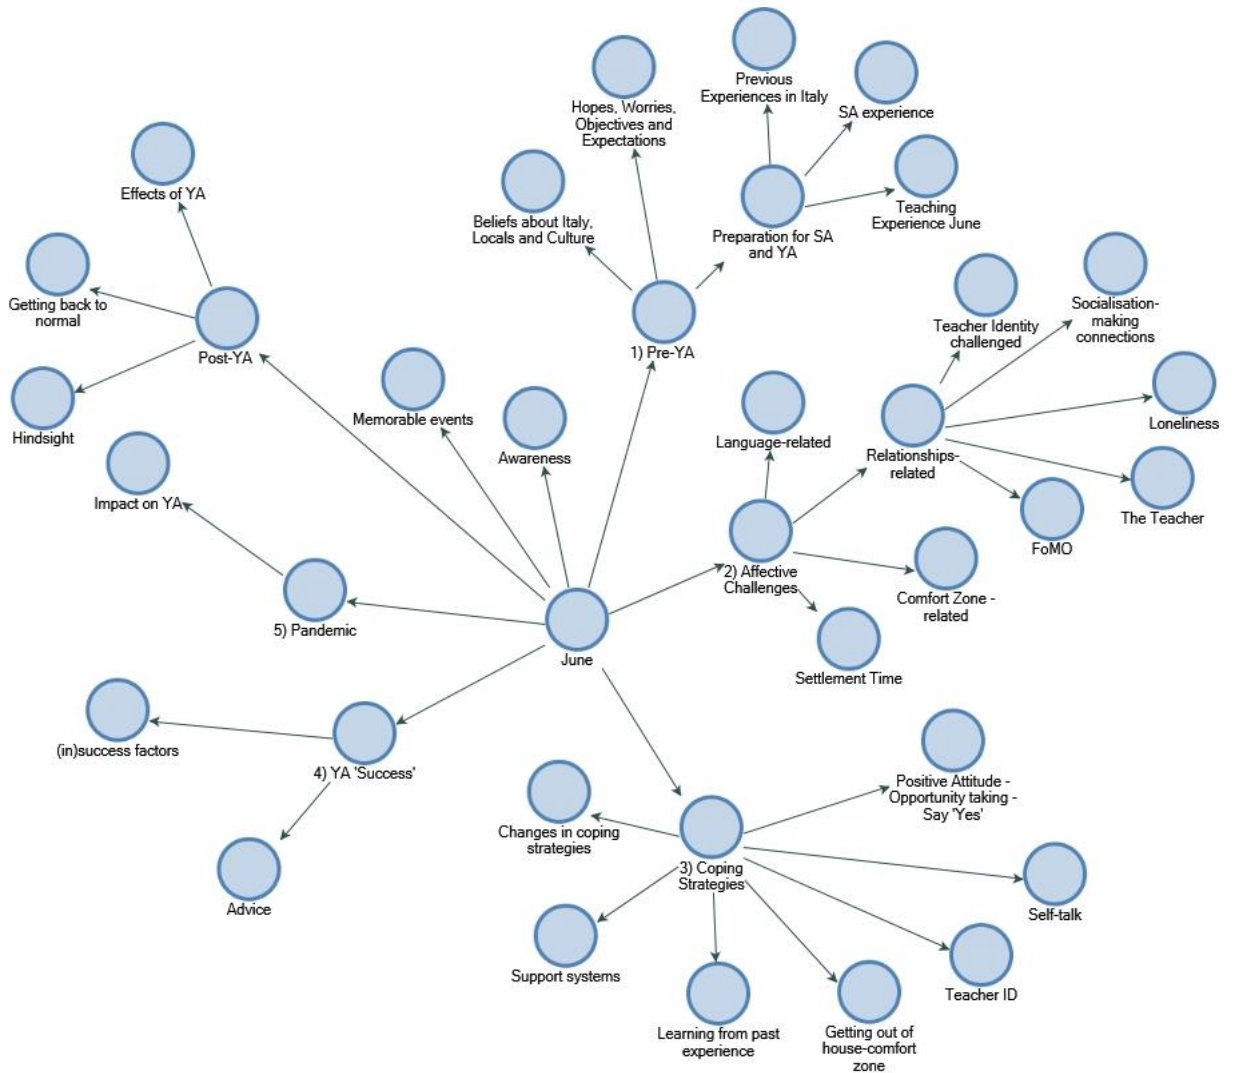 Previous
Experiences in Italy
SA experience
Hopes, Worries,
Objectives and
Expectations
Effects of YA
Beliefs about Italy,
Locals and Culture
Preparation for SA
and YA
Teaching
Experience June
Getting back to
normal
Post-YA
1) Pre-YA
Teacher Identity
challenged
Socialisation-
making
connections
Hindsight
Memorable events
Awareness
Language-related
Relationships-
related
Loneliness
Impact on YA
The Teacher
FoMO
2) Affective
Challenges
Comfort Zone -
related
5) Pandemic
June
Settlement Time
(in)success factors
4) YA 'Success'
Advice
Changes in coping
strategies
3) Coping
Strategies
Positive Attitude -
Opportunity taking -
Say 'Yes'
Self-talk
Support systems
Teacher ID
Learning from past
experience
Getting out of
house-comfort
zone